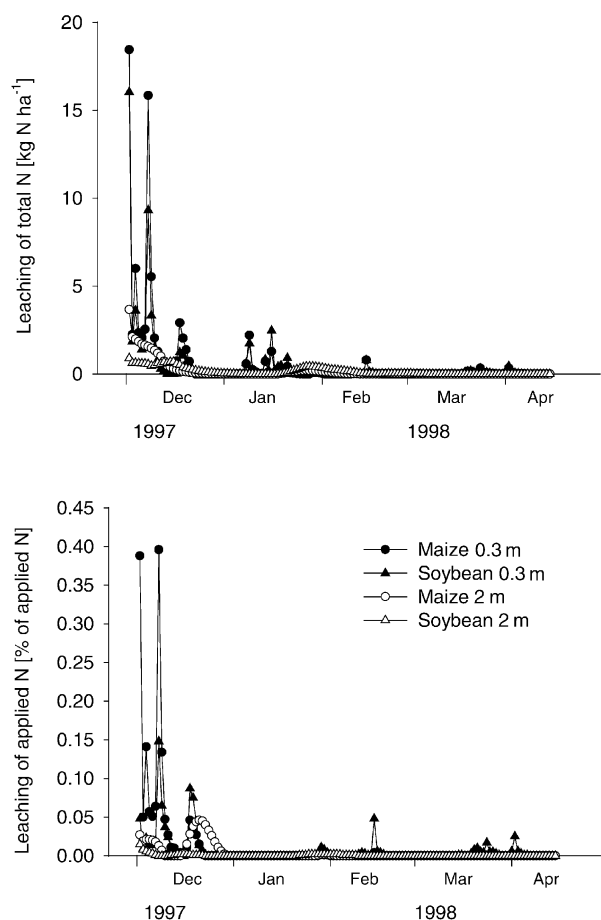 20
15
10
5
0
Leaching of total N [kg N ha⁻¹]
Dec Jan Feb Mar Apr
1997 1998
0.45
0.40
0.35
0.30
0.25
0.20
0.15
0.10
0.05
0.00
Leaching of applied N [% of applied N]
Maize 0.3 m
Soybean 0.3 m
Maize 2 m
Soybean 2 m
Dec Jan Feb Mar Apr
1997 1998